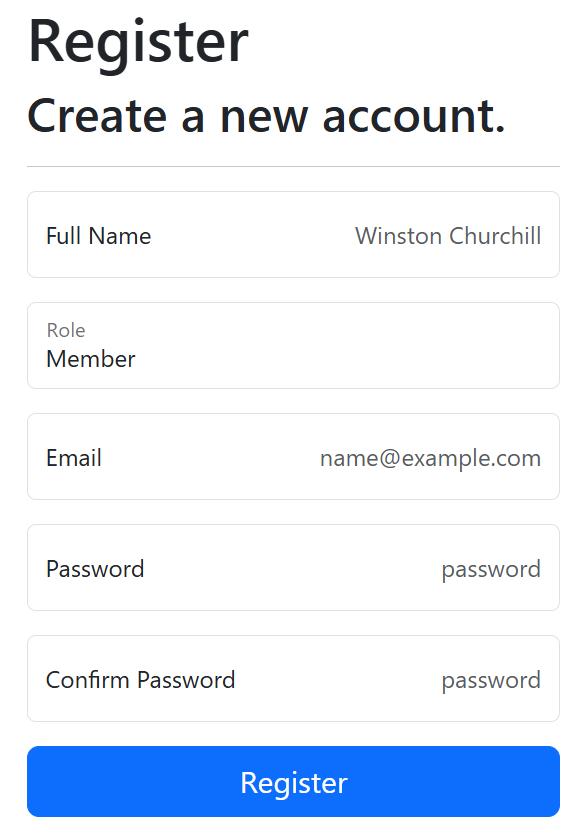 Register
Create a new account.
Full Name Winston Churchill
Role
Member
Email name@example.com
Password password
Confirm Password password
Register